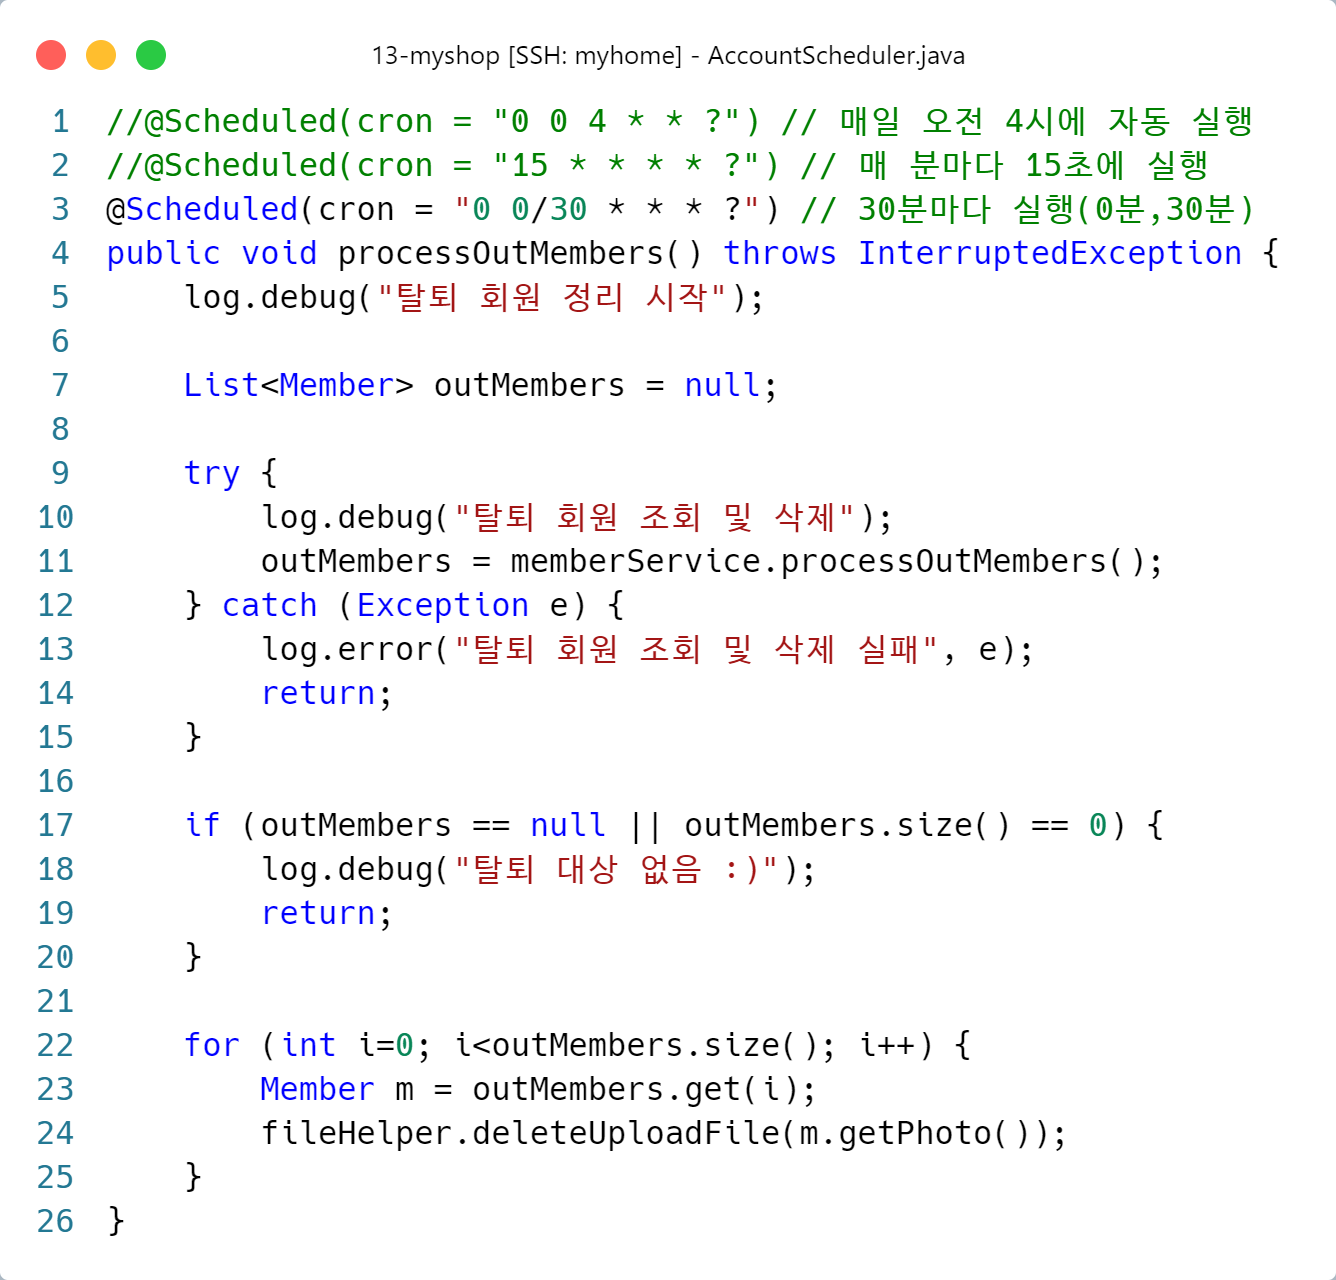 13-myshop [SSH: myhome] - AccountScheduler.java
1 //@Scheduled(cron = "0 0 4 * * ?") // 매일 오전 4시에 자동 실행
2 //@Scheduled(cron = "15 * * * * ?") // 매 분마다 15초에 실행
3 @Scheduled(cron = "0 0/30 * * * ?") // 30분마다 실행(0분,30분)
4 public void processOutMembers() throws InterruptedException {
5     log.debug("탈퇴 회원 정리 시작");
6
7     List<Member> outMembers = null;
8
9     try {
10         log.debug("탈퇴 회원 조회 및 삭제");
11         outMembers = memberService.processOutMembers();
12     } catch (Exception e) {
13         log.error("탈퇴 회원 조회 및 삭제 실패", e);
14         return;
15     }
16
17     if (outMembers == null || outMembers.size() == 0) {
18         log.debug("탈퇴 대상 없음 :)");
19         return;
20     }
21
22     for (int i=0; i<outMembers.size(); i++) {
23         Member m = outMembers.get(i);
24         fileHelper.deleteUploadFile(m.getPhoto());
25     }
26 }